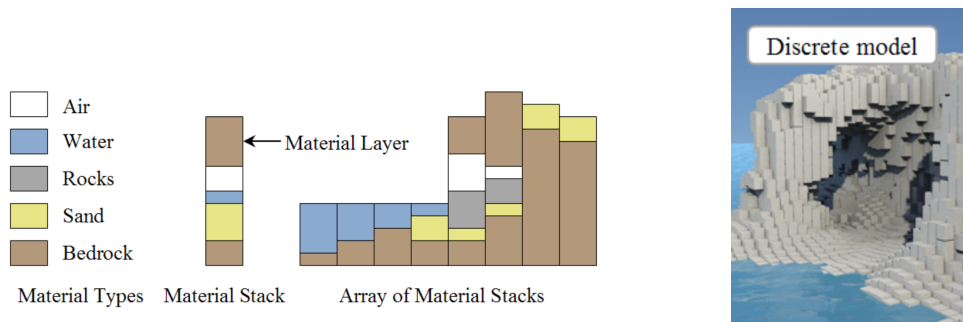 Air
Water
Rocks
Sand
Bedrock
Material Types
Material Layer
Material Stack
Array of Material Stacks
Discrete model